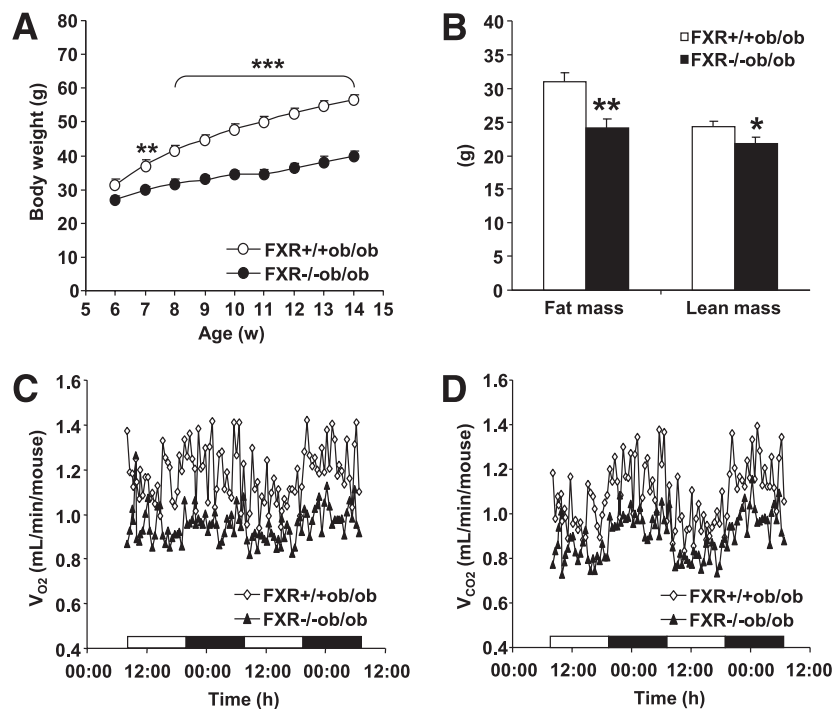 A
Body weight (g)
80
70
60
50
40
30
20
10
0
**
***
FXR+/+ob/ob
FXR-/-ob/ob
5 6 7 8 9 10 11 12 13 14 15
Age (w)
B
(g)
40
35
30
25
20
15
10
5
0
FXR+/+ob/ob
FXR-/-ob/ob
**
*
Fat mass Lean mass
C
VO2 (mL/min/mouse)
1.6
1.4
1.2
1.0
0.8
0.6
0.4
FXR+/+ob/ob
FXR-/-ob/ob
00:00 12:00 00:00 12:00 00:00 12:00
Time (h)
D
VCO2 (mL/min/mouse)
1.6
1.4
1.2
1.0
0.8
0.6
0.4
FXR+/+ob/ob
FXR-/-ob/ob
00:00 12:00 00:00 12:00 00:00 12:00
Time (h)